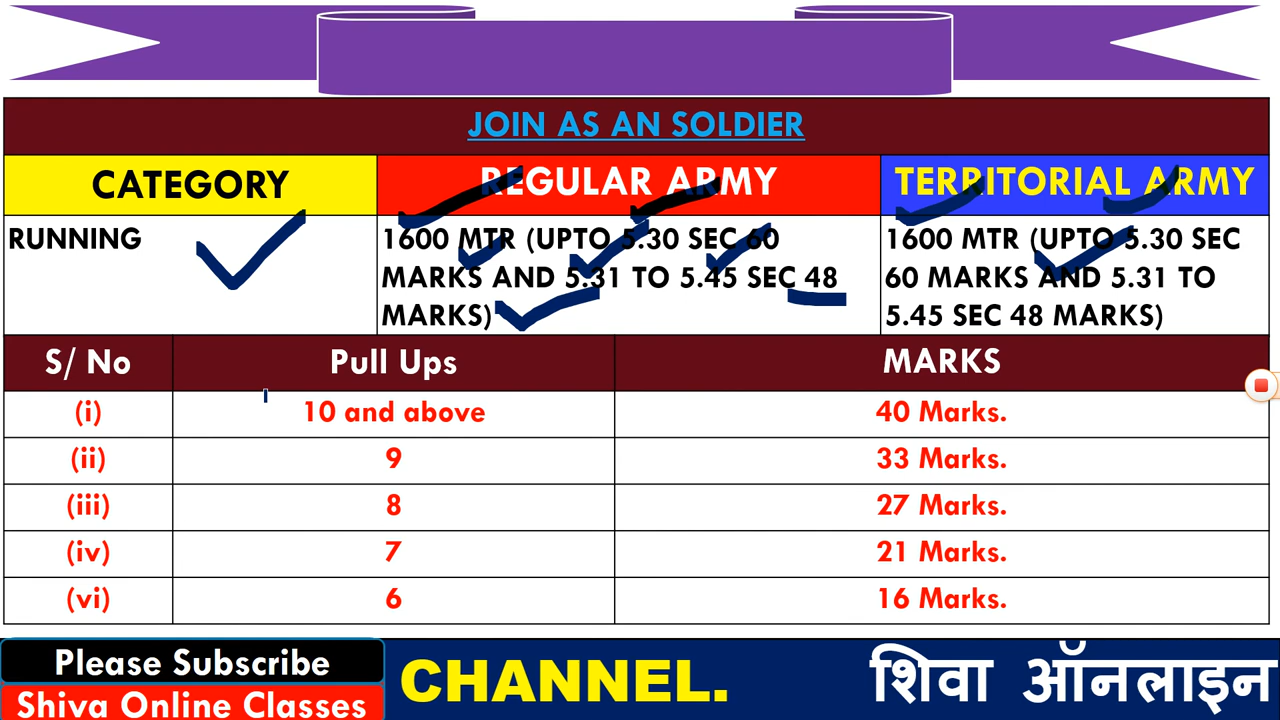 JOIN AS AN SOLDIER
CATEGORY REGULAR ARMY TERRITORIAL ARMY
RUNNING
1600 MTR (UPTO 5.30 SEC 60
MARKS AND 5.31 TO 5.45 SEC 48
MARKS)
1600 MTR (UPTO 5.30 SEC
60 MARKS AND 5.31 TO
5.45 SEC 48 MARKS)
S/ No Pull Ups MARKS
(i) 10 and above 40 Marks.
(ii) 9 33 Marks.
(iii) 8 27 Marks.
(iv) 7 21 Marks.
(vi) 6 16 Marks.
Please Subscribe
Shiva Online Classes
CHANNEL. शिवा ऑनलाइन